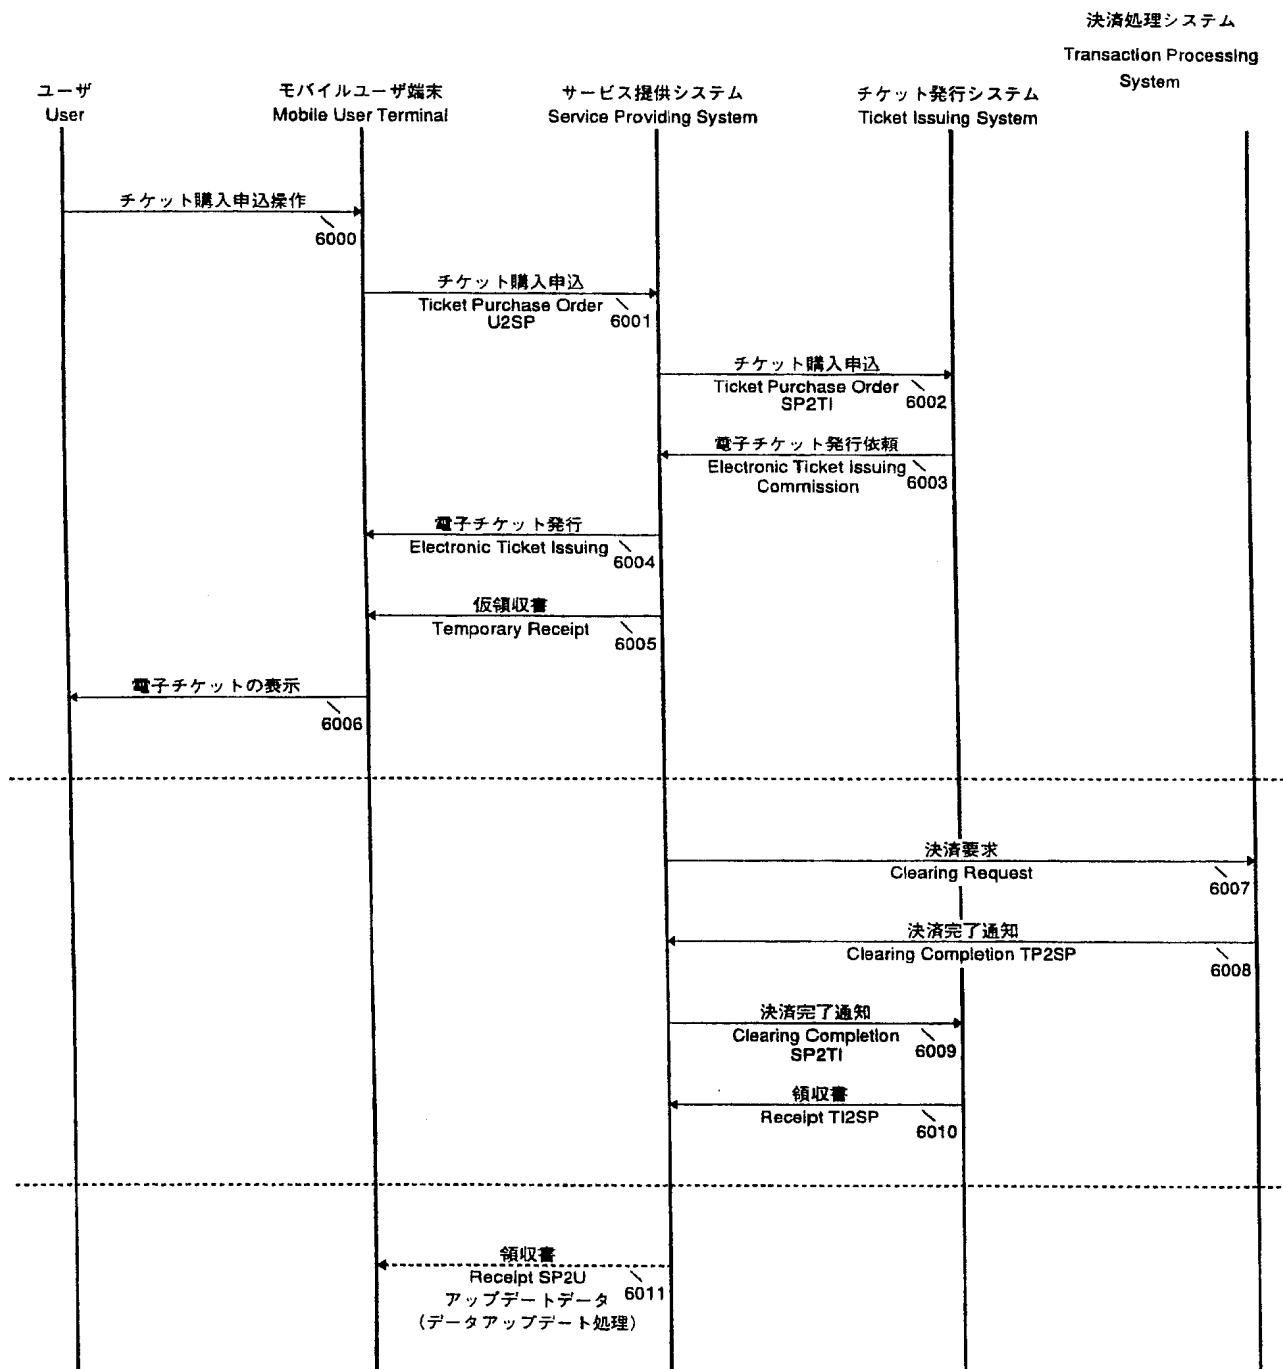 決済処理システム
Transaction Processing
System
ユーザ
User
モバイルユーザ端末
Mobile User Terminal
サービス提供システム
Service Providing System
チケット発行システム
Ticket Issuing System
チケット購入申込操作
6000
チケット購入申込
Ticket Purchase Order
U2SP
6001
チケット購入申込
Ticket Purchase Order
SP2TI
6002
電子チケット発行依頼
Electronic Ticket Issuing
Commission
6003
電子チケット発行
Electronic Ticket Issuing
6004
仮領収書
Temporary Receipt
6005
電子チケットの表示
6006
決済要求
Clearing Request
6007
決済完了通知
Clearing Completion TP2SP
6008
決済完了通知
Clearing Completion
SP2TI
6009
領収書
Receipt TI2SP
6010
領収書
Receipt SP2U
6011
アップデートデータ
(データアップデート処理)